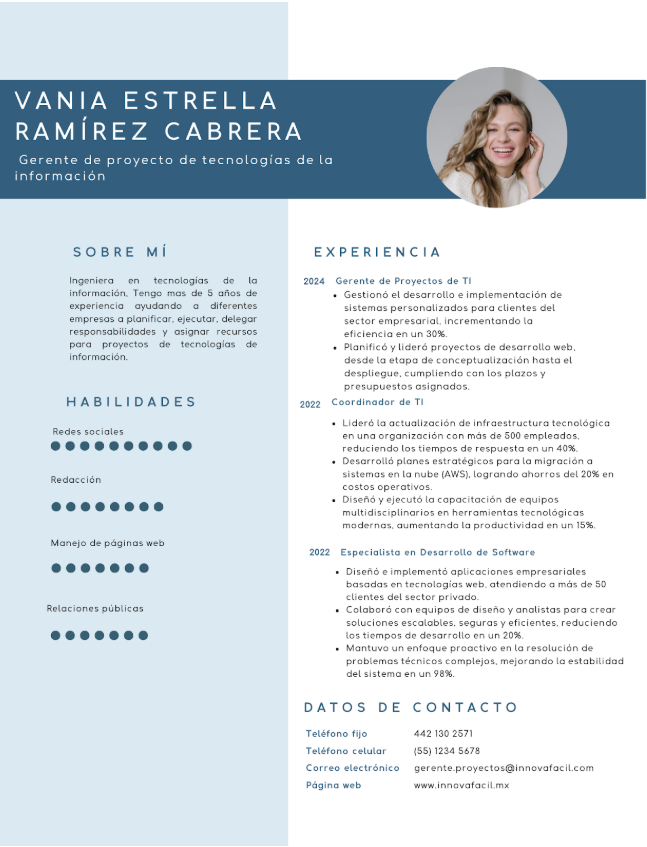 VANIA ESTRELLA
RAMÍREZ CABRERA
Gerente de proyecto de tecnologías de la
información
SOBRE MÍ
Ingeniera en tecnologías de la
información, Tengo mas de 5 años de
experiencia ayudando a diferentes
empresas a planificar, ejecutar, delegar
responsabilidades y asignar recursos
para proyectos de tecnologías de
información.
HABILIDADES
Redes sociales
Redacción
Manejo de páginas web
Relaciones públicas
EXPERIENCIA
2024 Gerente de Proyectos de TI
• Gestionó el desarrollo e implementación de
sistemas personalizados para clientes del
sector empresarial, incrementando la
eficiencia en un 30%.
• Planificó y lideró proyectos de desarrollo web,
desde la etapa de conceptualización hasta el
despliegue, cumpliendo con los plazos y
presupuestos asignados.
2022 Coordinador de TI
• Lideró la actualización de infraestructura tecnológica
en una organización con más de 500 empleados,
reduciendo los tiempos de respuesta en un 40%.
• Desarrolló planes estratégicos para la migración a
sistemas en la nube (AWS), logrando ahorros del 20% en
costos operativos.
• Diseñó y ejecutó la capacitación de equipos
multidisciplinarios en herramientas tecnológicas
modernas, aumentando la productividad en un 15%.
2022 Especialista en Desarrollo de Software
• Diseñó e implementó aplicaciones empresariales
basadas en tecnologías web, atendiendo a más de 50
clientes del sector privado.
• Colaboró con equipos de diseño y analistas para crear
soluciones escalables, seguras y eficientes, reduciendo
los tiempos de desarrollo en un 20%.
• Mantuvo un enfoque proactivo en la resolución de
problemas técnicos complejos, mejorando la estabilidad
del sistema en un 98%.
DATOS DE CONTACTO
Teléfono fijo 442 130 2571
Teléfono celular (55) 1234 5678
Correo electrónico gerente.proyectos@innovafacil.com
Página web www.innovafacil.mx